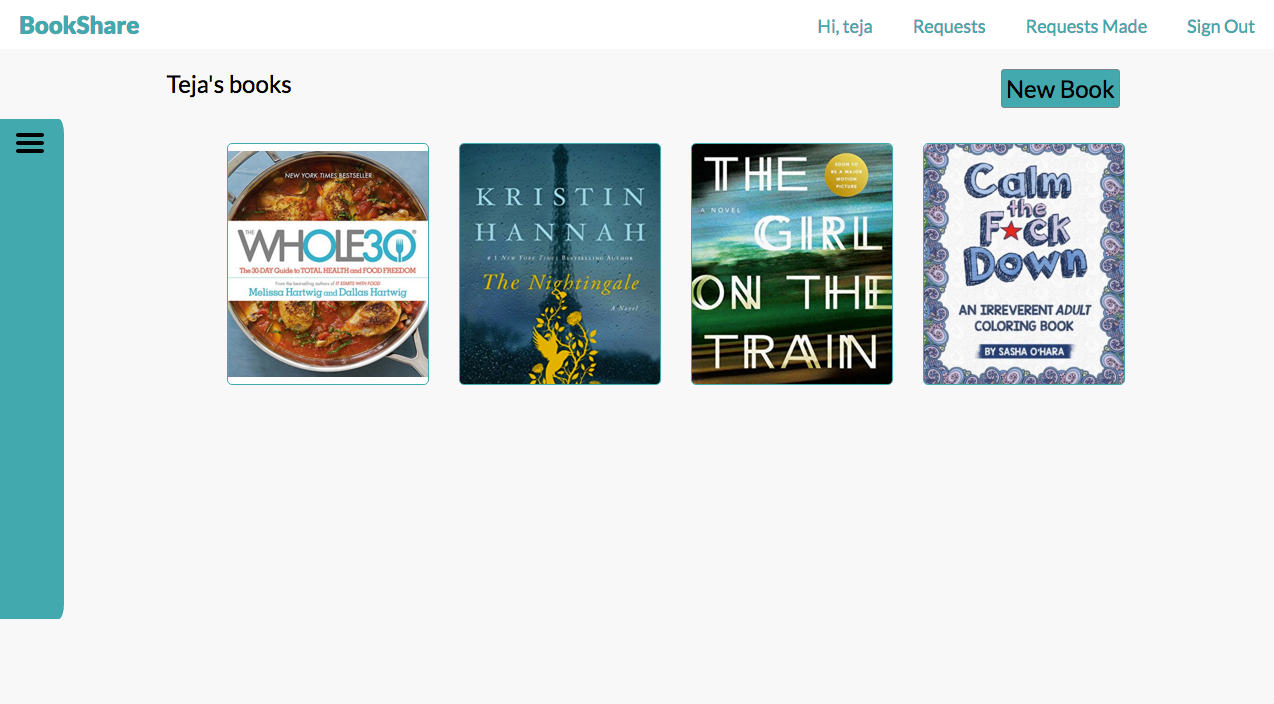 BookShare
Hi, teja
Requests
Requests Made
Sign Out
Teja's books
New Book
NEW YORK TIMES BESTSELLER
THE
WHOLE30®
The 30-DAY Guide to TOTAL HEALTH and FOOD FREEDOM
From the bestselling authors of IT STARTS WITH FOOD
Melissa Hartwig and Dallas Hartwig
KRISTIN
HANNAH
#1 New York Times Bestselling Author
The Nightingale
A Novel
THE
SOON TO
BE A MAJOR
MOTION
PICTURE
A NOVEL
GIRL
ON THE
TRAIN
Calm
the
F★ck
Down
AN IRREVERENT ADULT
COLORING BOOK
BY SASHA O'HARA